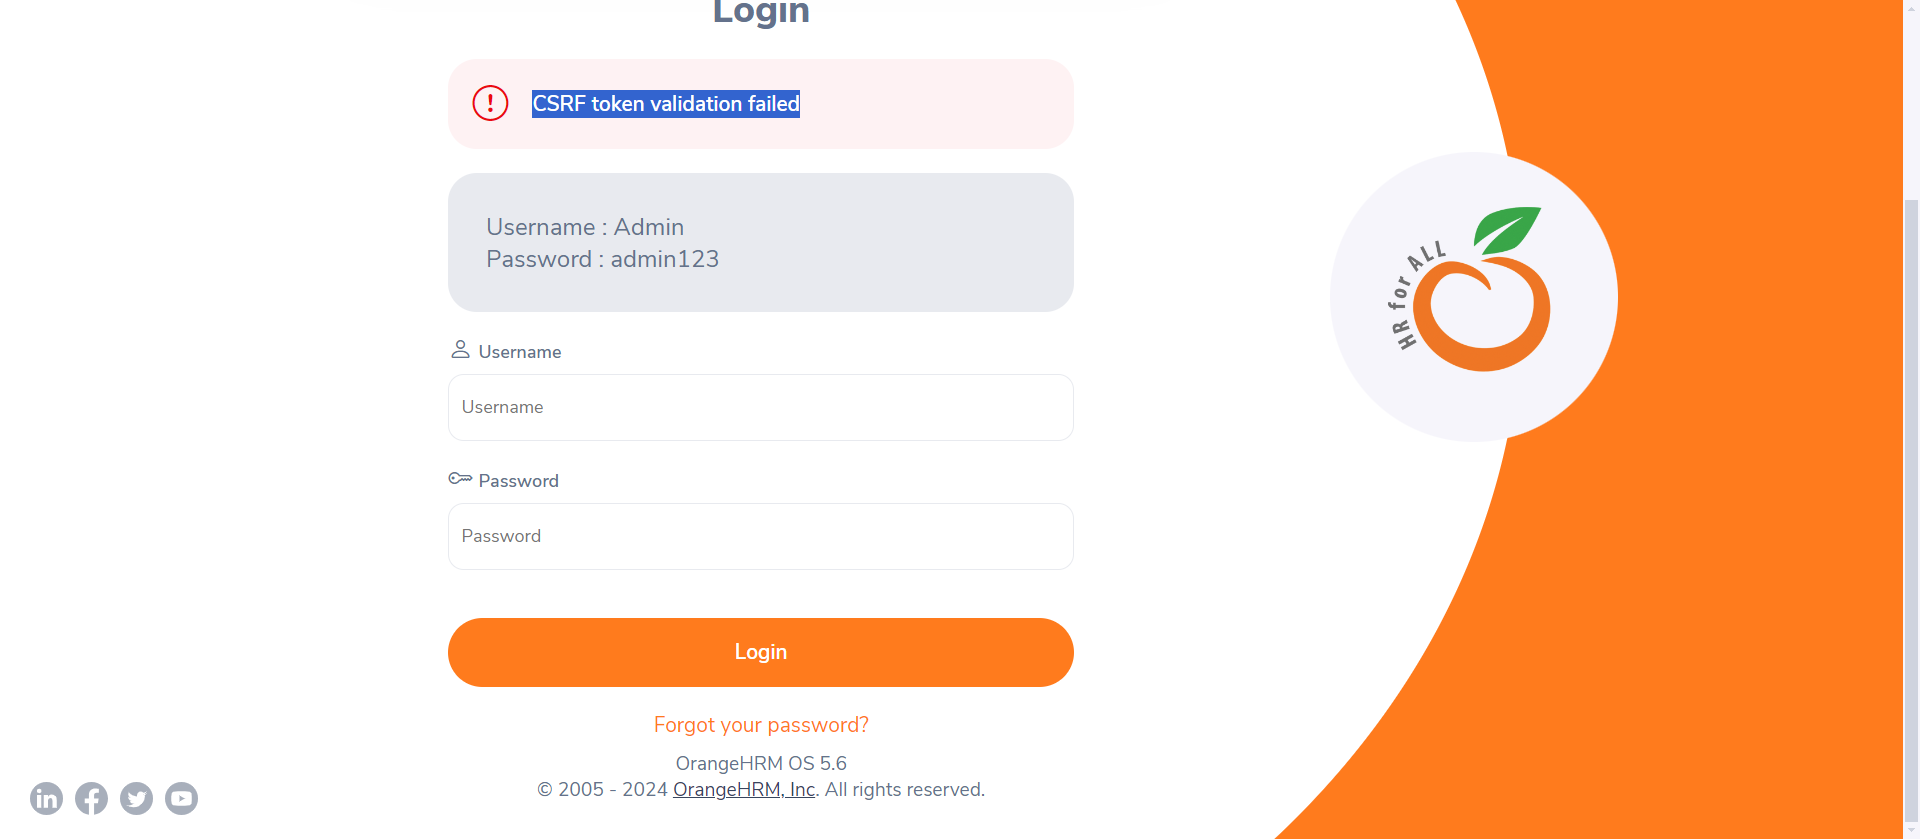 Login
CSRF token validation failed
Username : Admin
Password : admin123
Username
Username
Password
Password
Login
Forgot your password?
OrangeHRM OS 5.6
© 2005 - 2024 OrangeHRM, Inc. All rights reserved.
HR for ALL